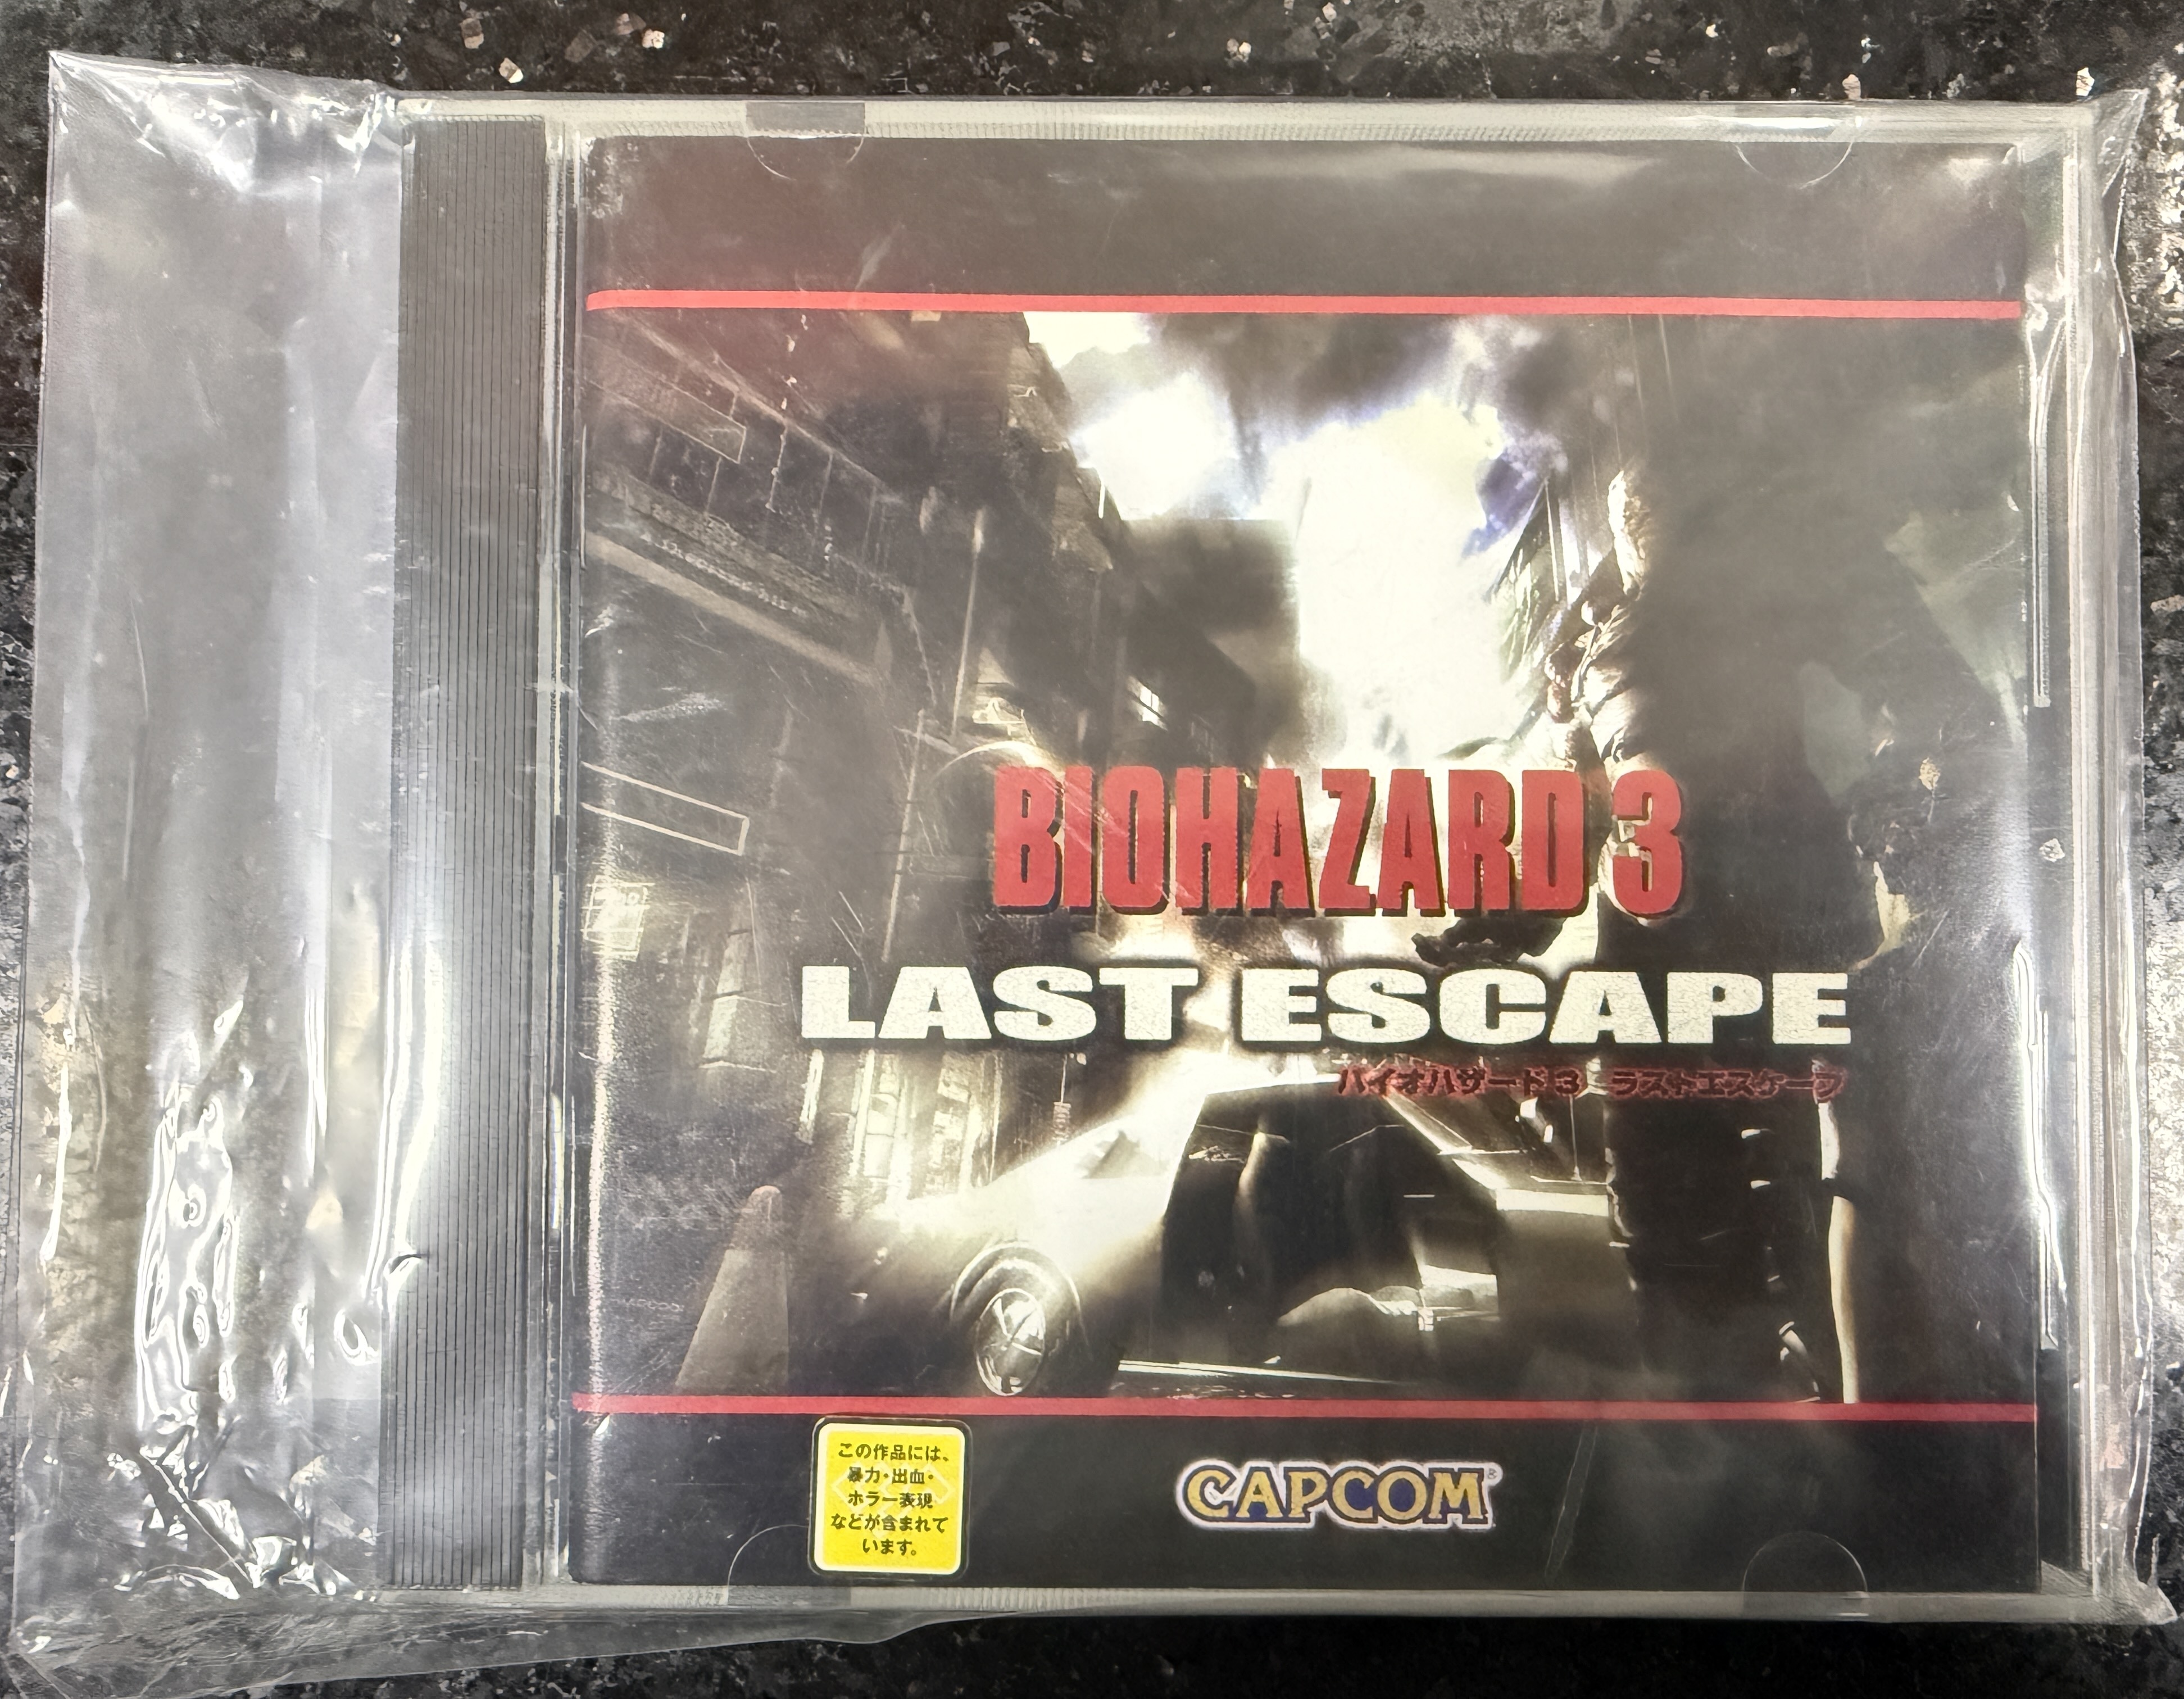 BIOHAZARD 3
LAST ESCAPE
バイオハザード3 ラストエスケープ
この作品には、
暴力・出血・
ホラー表現
などが含まれて
います。
CAPCOM®